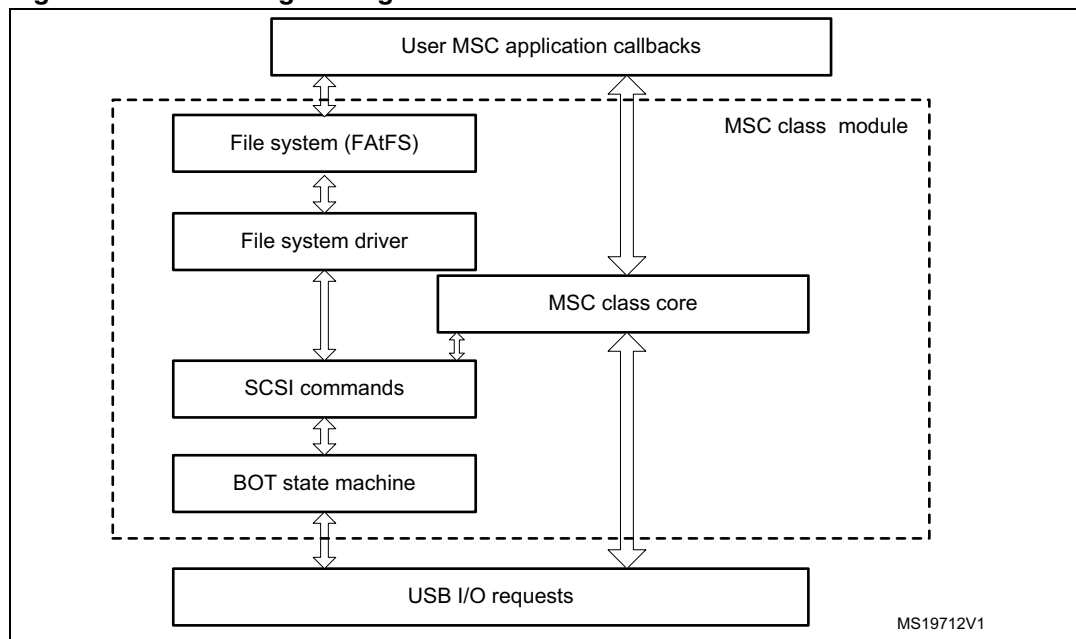 User MSC application callbacks
MSC class module
File system (FAtFS)
File system driver
MSC class core
SCSI commands
BOT state machine
USB I/O requests
MS19712V1